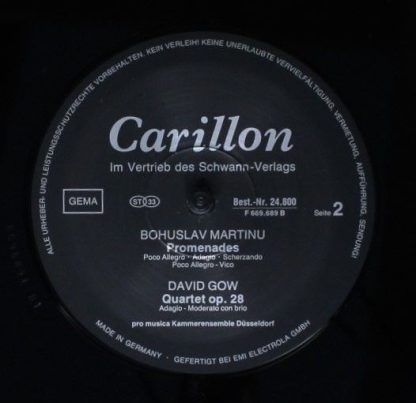 ALLE URHEBER- UND LEISTUNGSSCHUTZRECHTE VORBEHALTEN. KEIN VERLEIH! KEINE UNERLAUBTE VERVIELFÄLTIGUNG, VERMIETUNG, AUFFÜHRUNG, SENDUNG!
Carillon
Im Vertrieb des Schwann-Verlags
GEMA
ST 33
Best.-Nr. 24.600
F 669.689 B
Seite 2
BOHUSLAV MARTINU
Promenades
Poco Allegro - Adagio - Scherzando
Poco Allegro - Vico
DAVID GOW
Quartet op. 28
Adagio - Moderato con brio
pro musica Kammerensemble Düsseldorf
MADE IN GERMANY - GEFERTIGT BEI EMI ELECTROLA GMBH